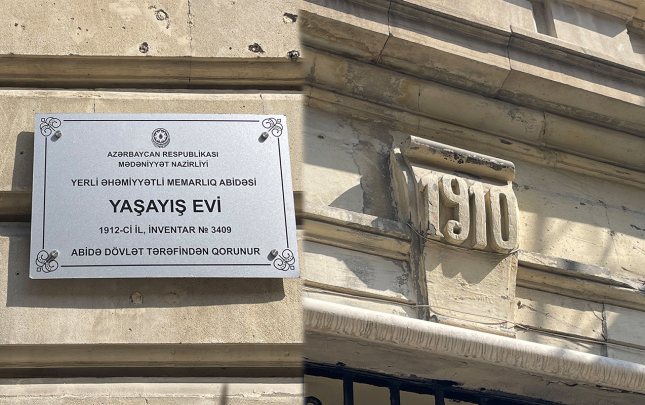 AZƏRBAYCAN RESPUBLİKASI
MƏDƏNİYYƏT NAZİRLİYİ
YERLİ ƏHƏMİYYƏTLİ MEMARLIQ ABİDƏSİ
YAŞAYIŞ EVİ
1912-Cİ İL, İNVENTAR № 3409
ABİDƏ DÖVLƏT TƏRƏFİNDƏN QORUNUR
1910